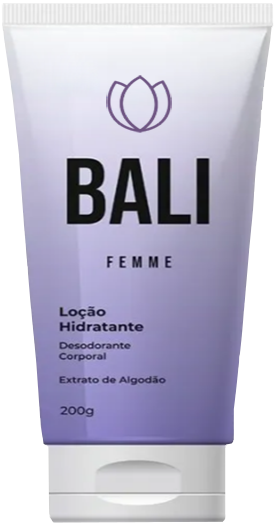 BALI
FEMME
Loção
Hidratante
Desodorante
Corporal
Extrato de Algodão
200g